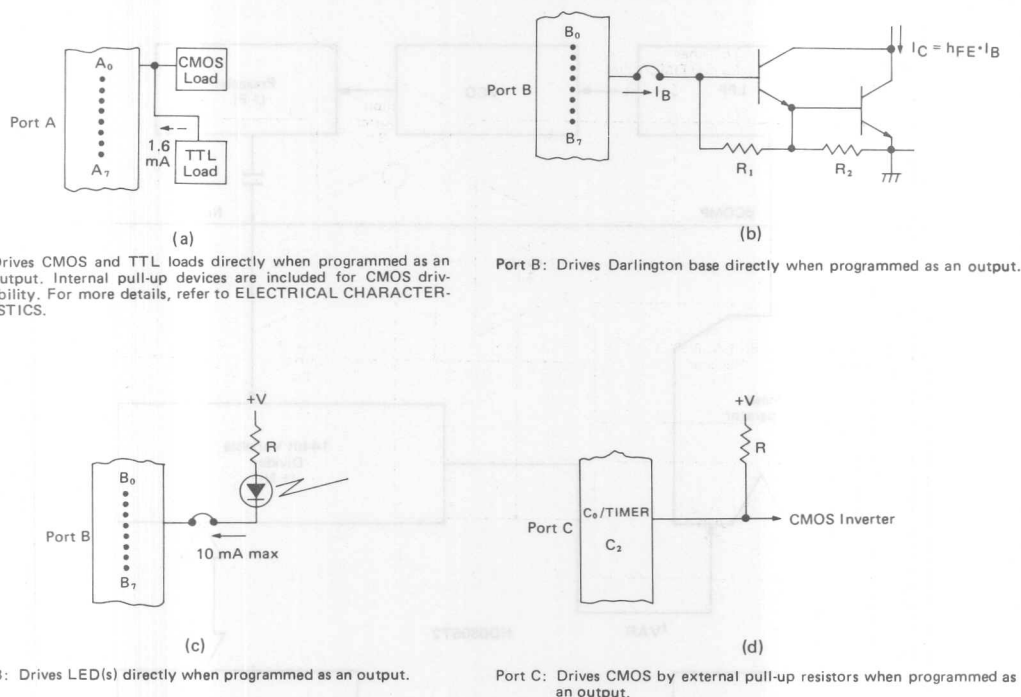 A₀
A₇
Port A
CMOS
Load
1.6
mA
TTL
Load
(a)
rives CMOS and TTL loads directly when programmed as an
utput. Internal pull-up devices are included for CMOS driv-
bility. For more details, refer to ELECTRICAL CHARACTER-
STICS.
B₀
B₇
Port B
I_B
I_C = h_FE·I_B
R₁
R₂
(b)
Port B: Drives Darlington base directly when programmed as an output.
B₀
B₇
Port B
+V
R
10 mA max
(c)
: Drives LED(s) directly when programmed as an output.
Port C
C₀/TIMER
C₂
+V
R
CMOS Inverter
(d)
Port C: Drives CMOS by external pull-up resistors when programmed as
an output.